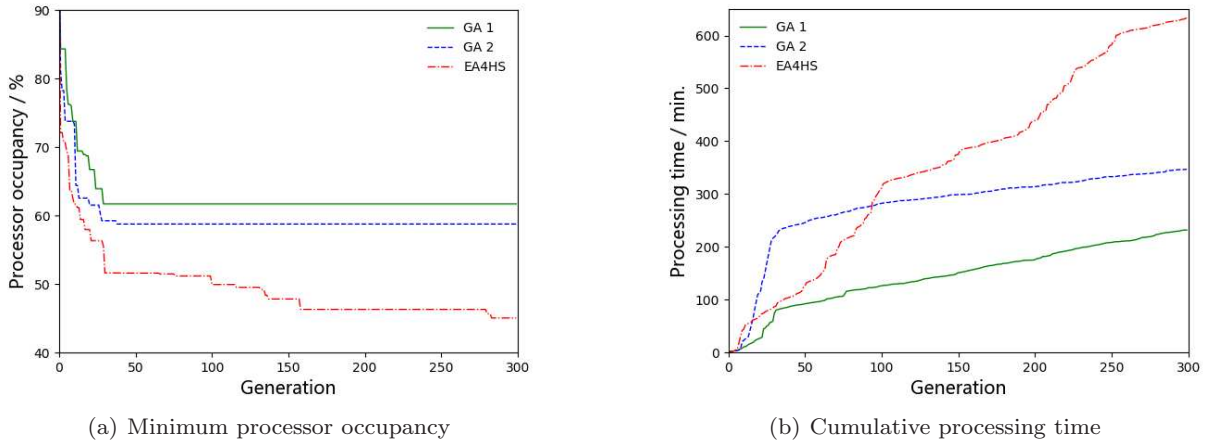 90
80
70
60
50
40
0
50
100
150
200
250
300
Processor occupancy / %
Generation
GA 1
GA 2
EA4HS
(a) Minimum processor occupancy
600
500
400
300
200
100
0
0
50
100
150
200
250
300
Processing time / min.
Generation
GA 1
GA 2
EA4HS
(b) Cumulative processing time